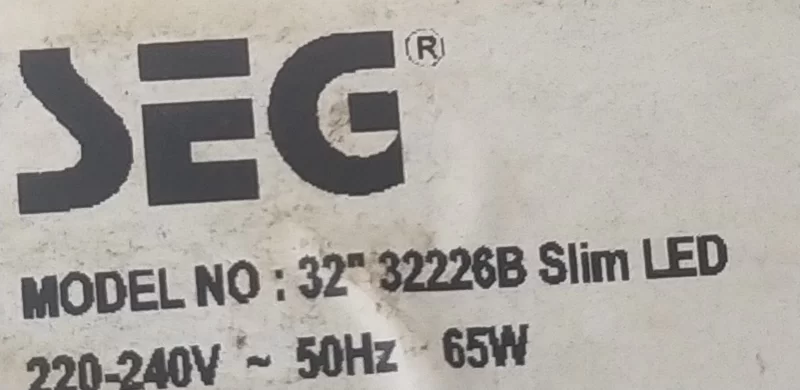 SEG®
MODEL NO : 32" 32226B Slim LED
220-240V ~ 50Hz 65W